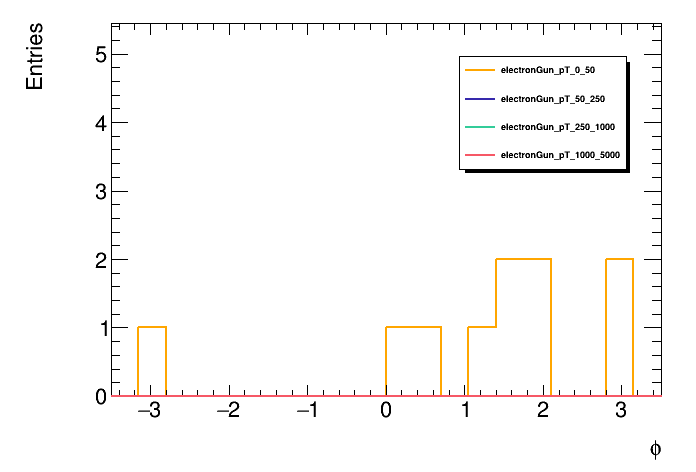 Entries
5
4
3
2
1
0
−3 −2 −1 0 1 2 3
ϕ
electronGun_pT_0_50
electronGun_pT_50_250
electronGun_pT_250_1000
electronGun_pT_1000_5000